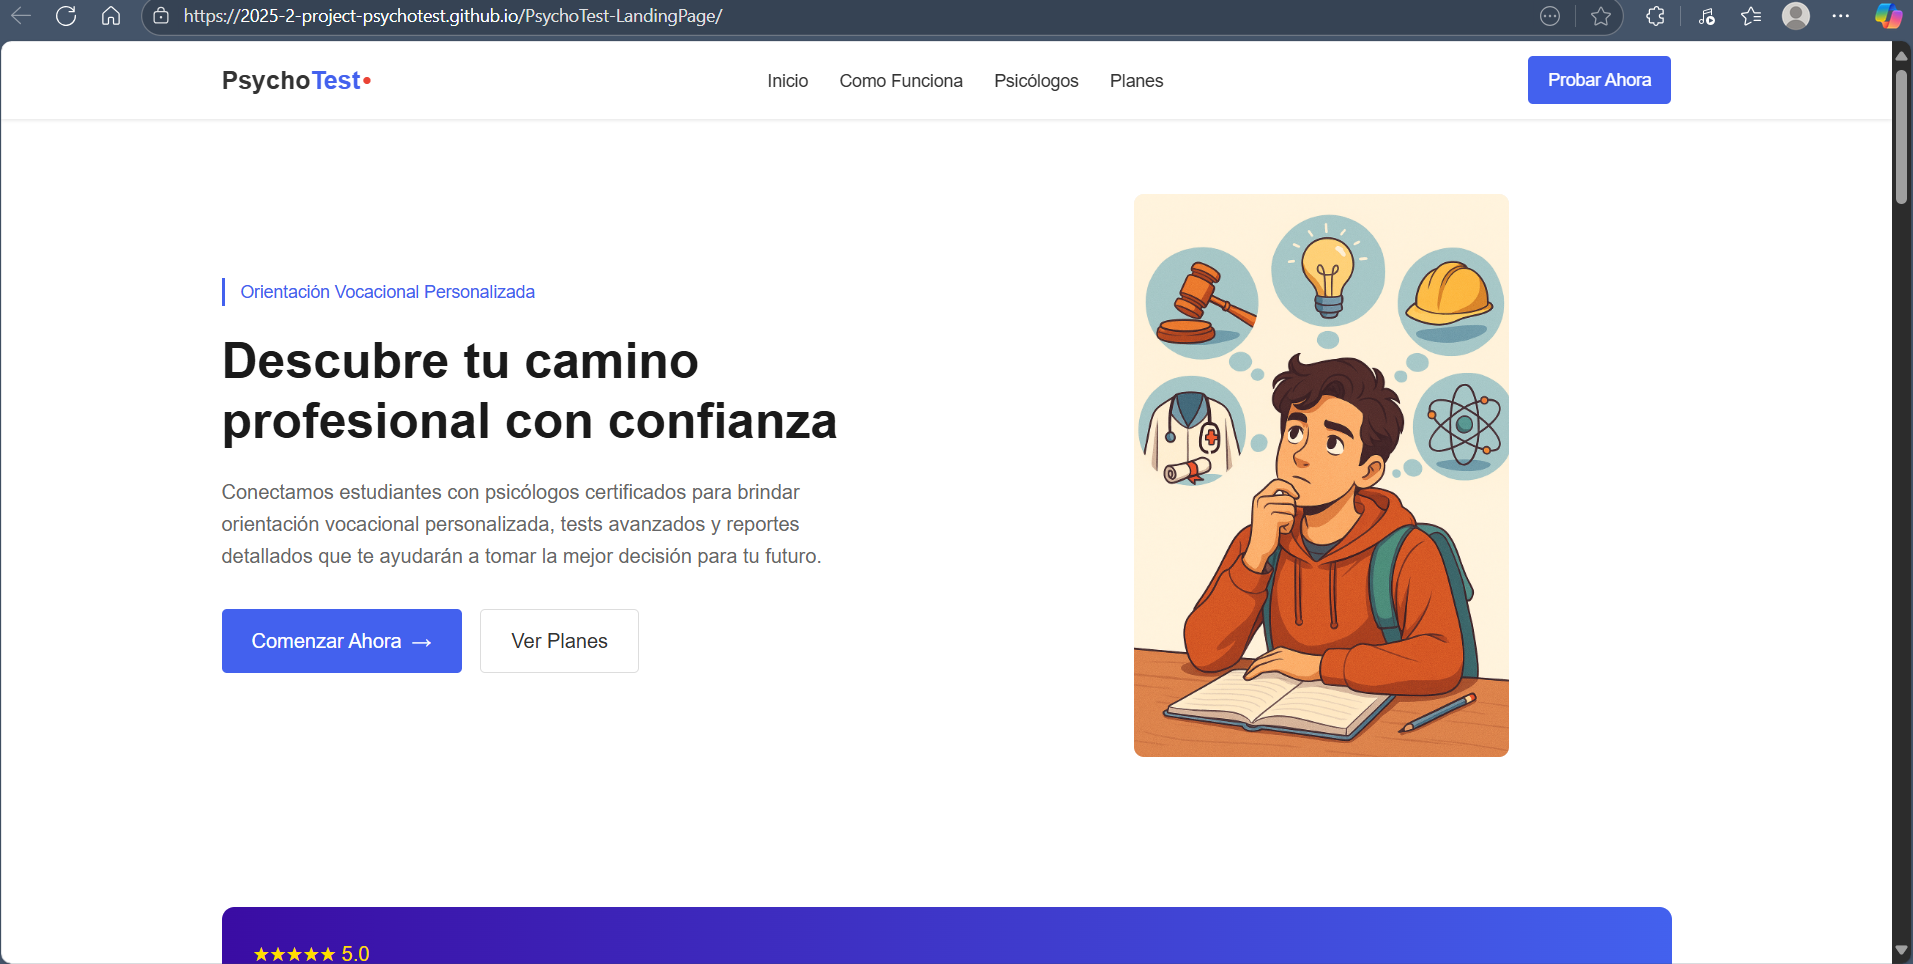 https://2025-2-project-psychotest.github.io/PsychoTest-LandingPage/
PsychoTest
Inicio
Como Funciona
Psicólogos
Planes
Probar Ahora
Orientación Vocacional Personalizada
Descubre tu camino
profesional con confianza
Conectamos estudiantes con psicólogos certificados para brindar
orientación vocacional personalizada, tests avanzados y reportes
detallados que te ayudarán a tomar la mejor decisión para tu futuro.
Comenzar Ahora →
Ver Planes
★★★★★ 5.0